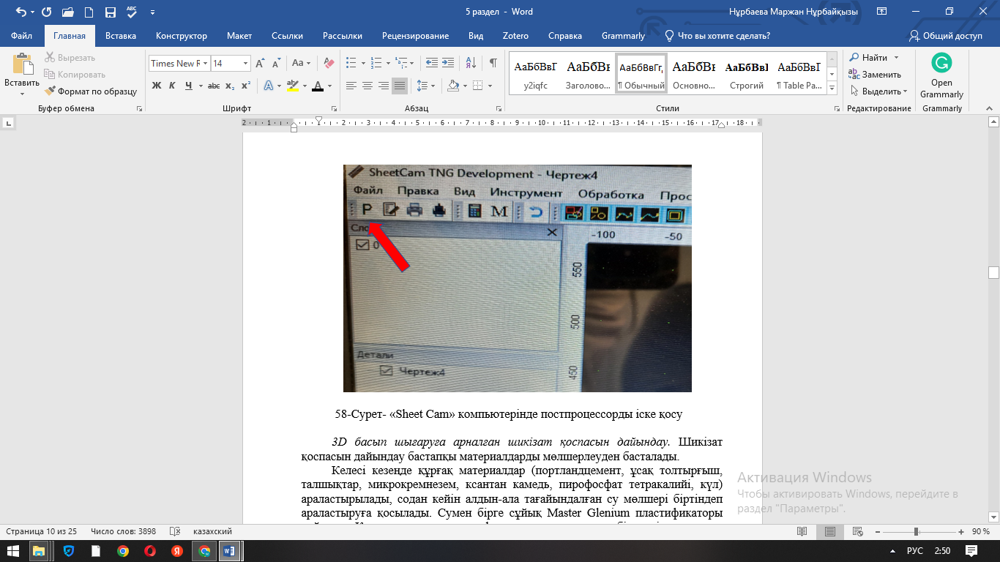 5 раздел - Word
Нұрбаева Маржан Нұрбайқызы
Файл Главная Вставка Конструктор Макет Ссылки Рассылки Рецензирование Вид Zotero Справка Grammarly Что вы хотите сделать? Общий доступ
Вставить
Вырезать
Копировать
Формат по образцу
Буфер обмена
Times New R 14
Шрифт
Абзац
АаБбВвГ АаБбВв АаБбВвГг, АаБбВв АаБбВвГ АаБбВвГ
y2iqfc Заголово... ¶ Обычный Основно... Строгий ¶ Table Pa...
Стили
Найти
Заменить
Выделить
Редактирование
Open
Grammarly
Grammarly
2 1 1 2 3 4 5 6 7 8 9 10 11 12 13 14 15 16 17 18
SheetCam TNG Development - Чертеж4
Файл Правка Вид Инструмент Обработка Прос
P M
-100 -50
0
550
500
450
Детали
Чертеж4
58-Сурет- «Sheet Cam» компьютерінде постпроцессорды іске қосу
3D басып шығаруға арналған шикізат қоспасын дайындау. Шикізат
қоспасын дайындау бастапқы материалдарды мөлшерлеуден басталады.
Келесі кезеңде құрғақ материалдар (портландцемент, ұсақ толтырғыш,
талшықтар, микрокремнезем, ксантан камедь, пирофосфат тетракалийі, күл)
араластырылады, содан кейін алдын-ала тағайындалған су мөлшері біртіндеп
араластыруға қосылады. Сумен бірге сұйық Master Glenium пластификаторы
Активация Windows
Чтобы активировать Windows, перейдите в
раздел "Параметры".
Страница 10 из 25 Число слов: 3898 казахский 90 %
РУС 2:50